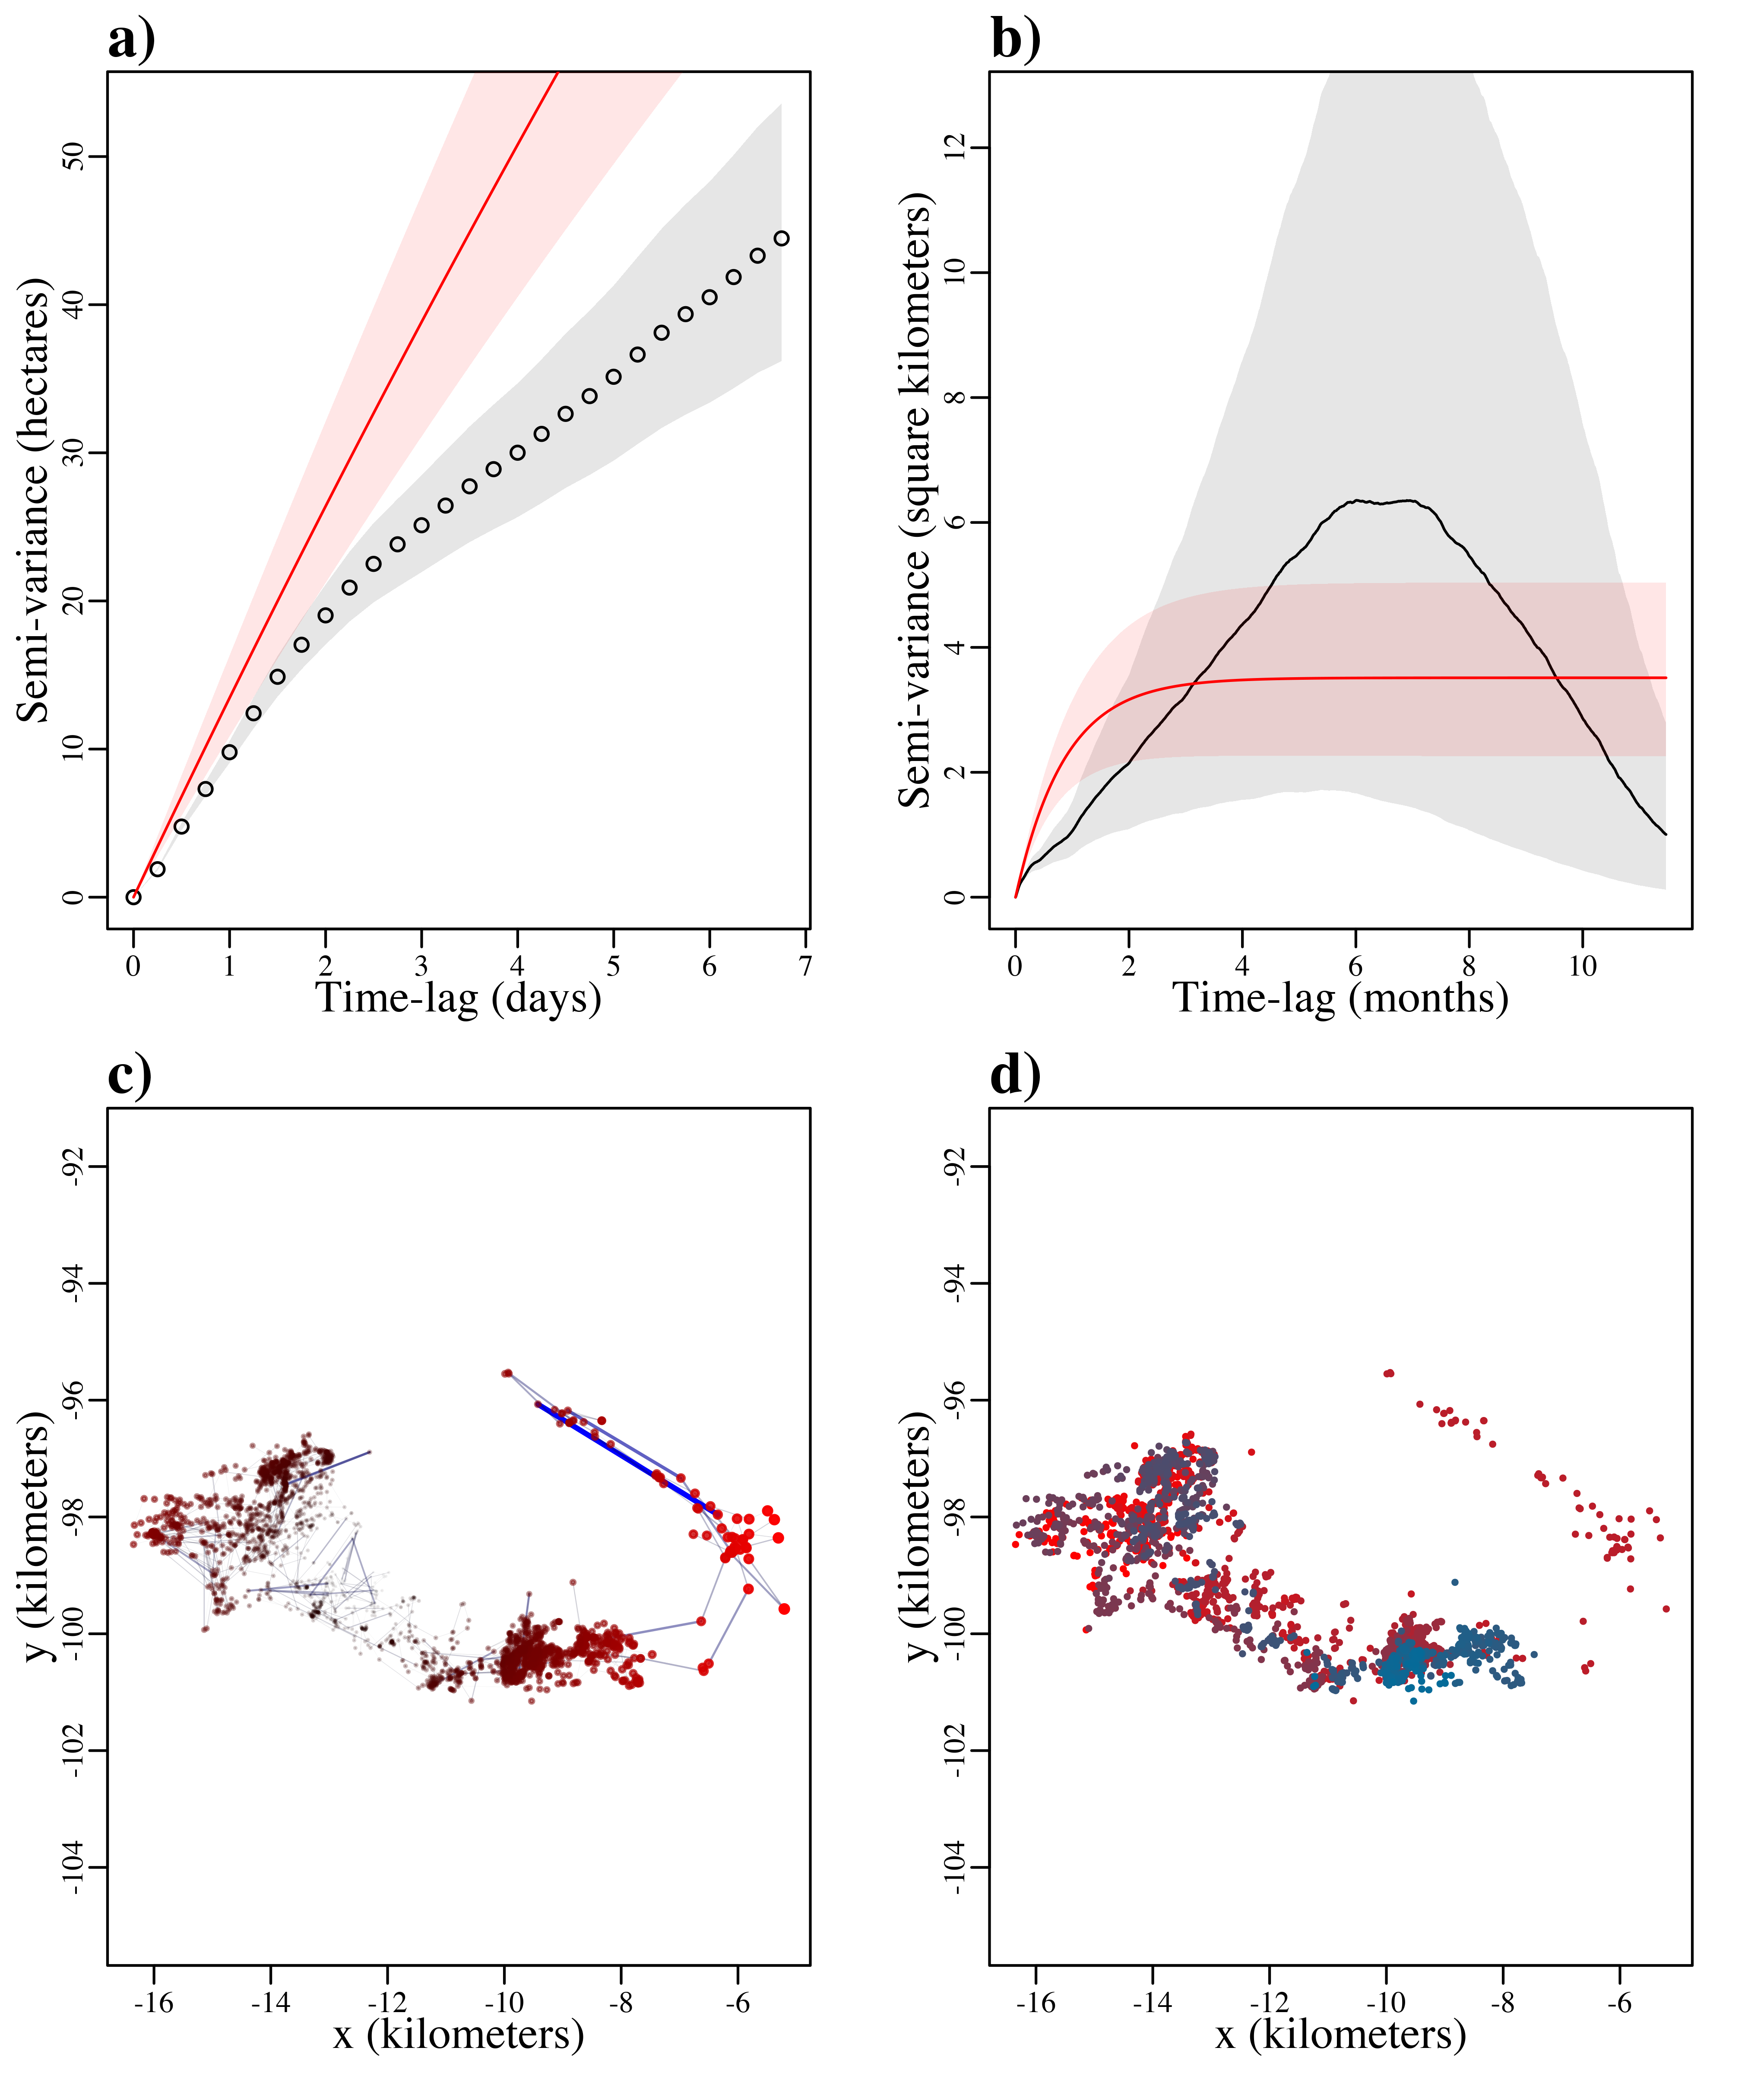 a)
Semi-variance (hectares)
0 10 20 30 40 50
0 1 2 3 4 5 6 7
Time-lag (days)
b)
Semi-variance (square kilometers)
0 2 4 6 8 10 12
0 2 4 6 8 10
Time-lag (months)
c)
y (kilometers)
-104 -102 -100 -98 -96 -94 -92
-16 -14 -12 -10 -8 -6
x (kilometers)
d)
y (kilometers)
-104 -102 -100 -98 -96 -94 -92
-16 -14 -12 -10 -8 -6
x (kilometers)